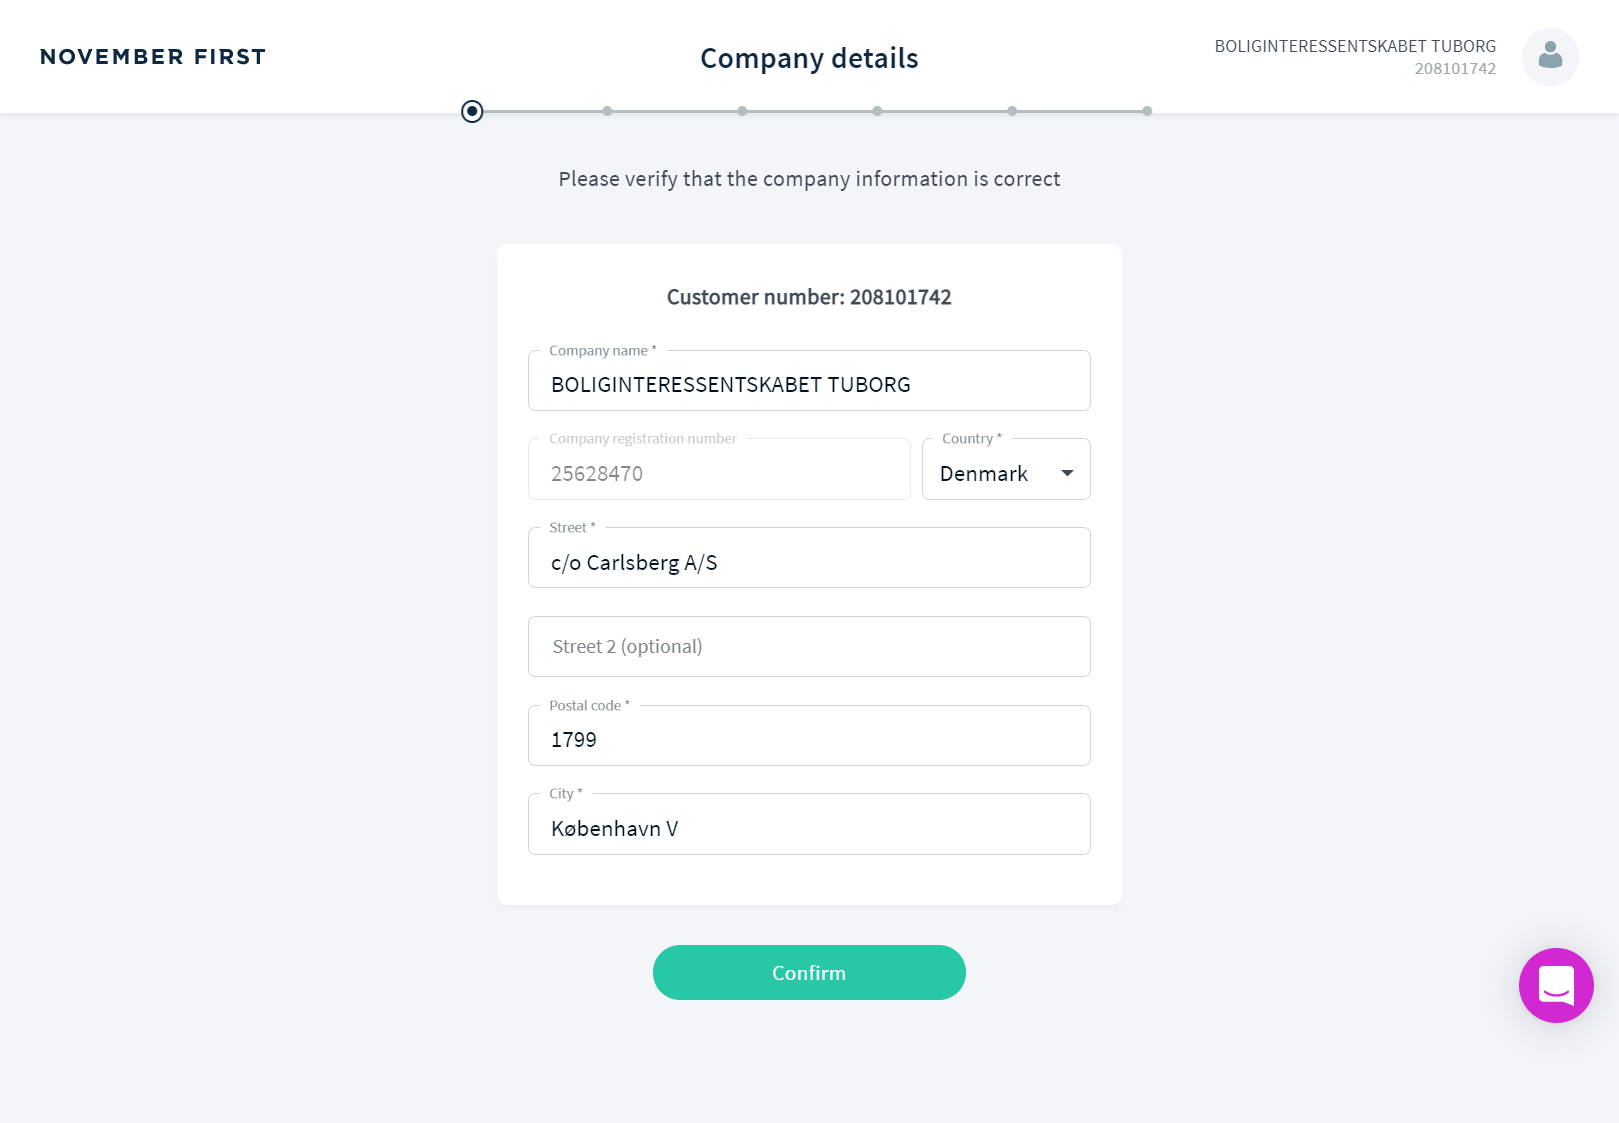 NOVEMBER FIRST
Company details
BOLIGINTERESSENTSKABET TUBORG
208101742
Please verify that the company information is correct
Customer number: 208101742
Company name *
BOLIGINTERESSENTSKABET TUBORG
Company registration number
25628470
Country *
Denmark
Street *
c/o Carlsberg A/S
Street 2 (optional)
Postal code *
1799
City *
København V
Confirm